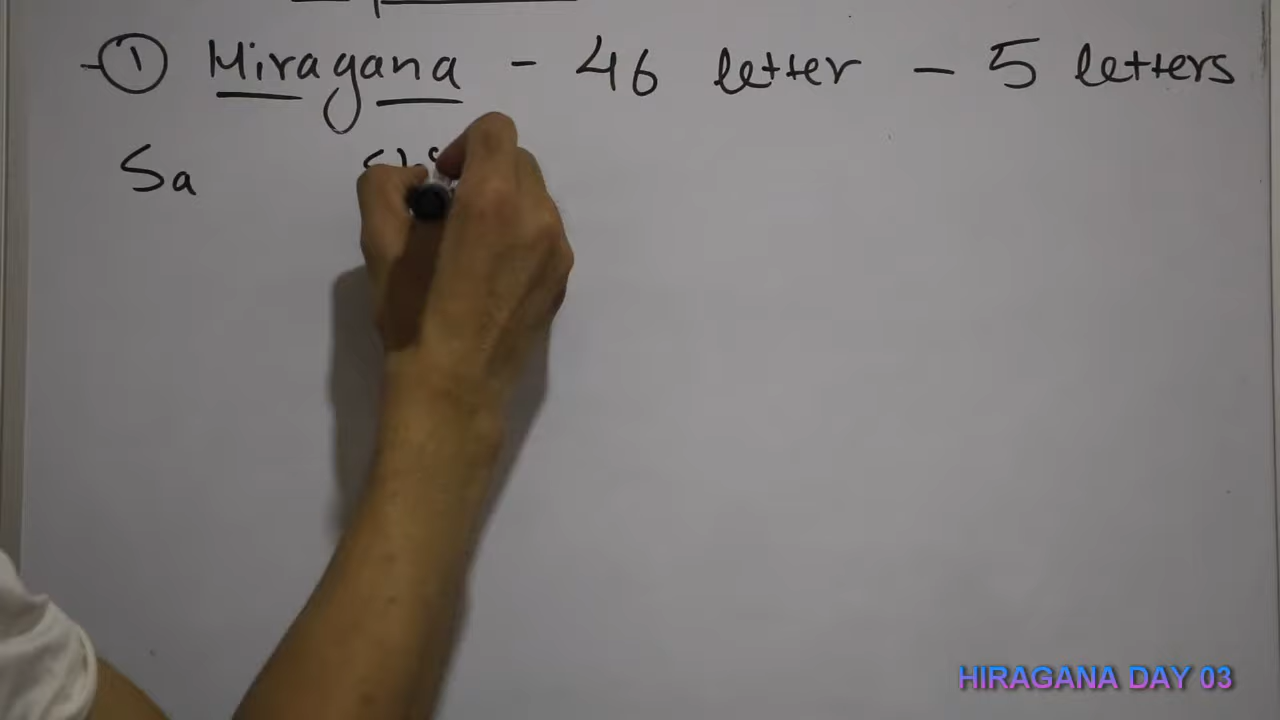 ① Hiragana - 46 letter - 5 letters
Sa
HIRAGANA DAY 03